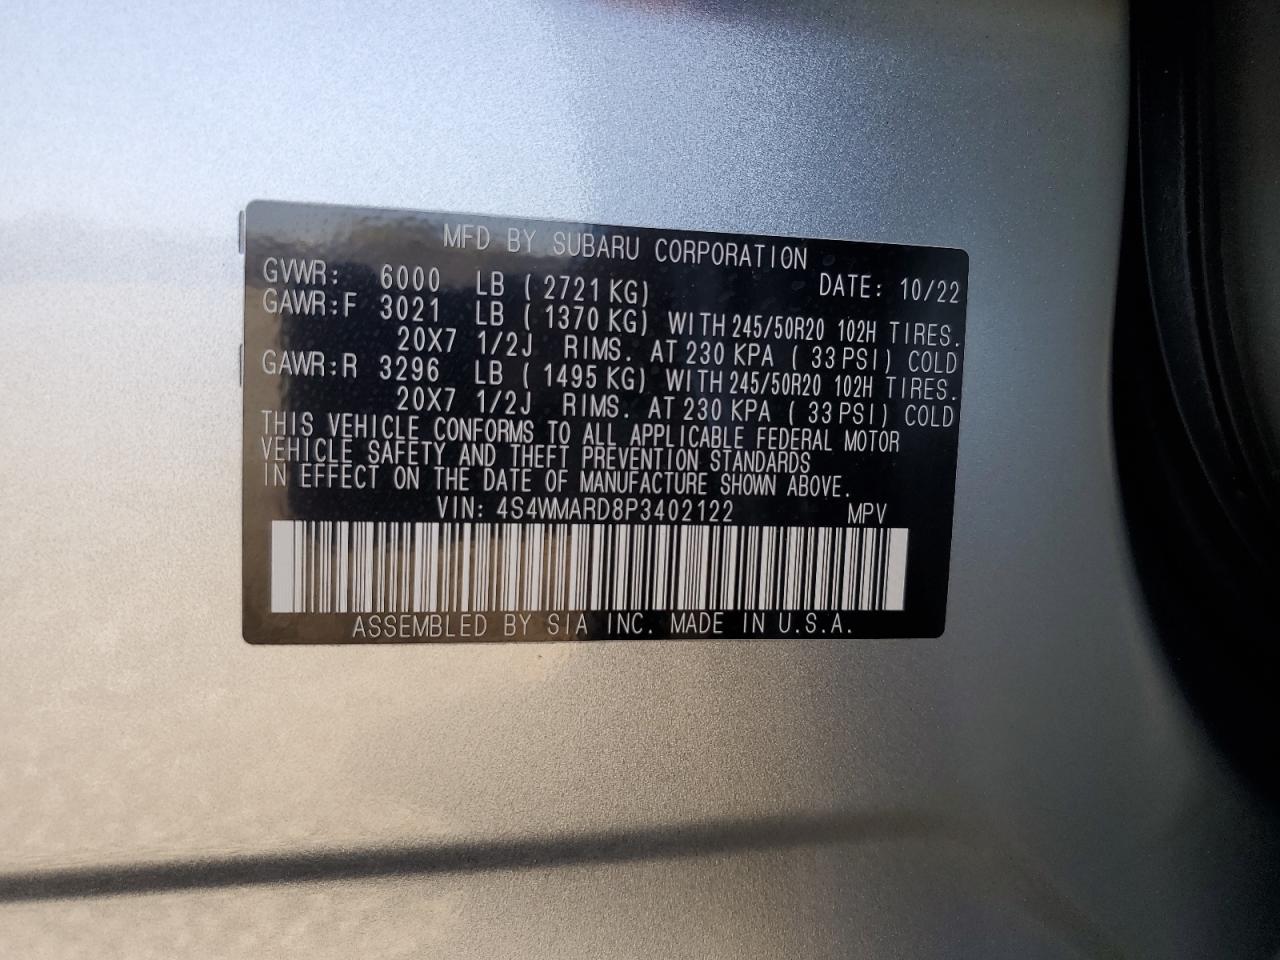 MFD BY SUBARU CORPORATION
GVWR: 6000 LB ( 2721 KG) DATE: 10/22
GAWR:F 3021 LB ( 1370 KG) WITH 245/50R20 102H TIRES.
20X7 1/2J RIMS. AT 230 KPA ( 33 PSI) COLD
GAWR:R 3296 LB ( 1495 KG) WITH 245/50R20 102H TIRES.
20X7 1/2J RIMS. AT 230 KPA ( 33 PSI) COLD
THIS VEHICLE CONFORMS TO ALL APPLICABLE FEDERAL MOTOR
VEHICLE SAFETY AND THEFT PREVENTION STANDARDS
IN EFFECT ON THE DATE OF MANUFACTURE SHOWN ABOVE.
VIN: 4S4WMARD8P3402122 MPV
ASSEMBLED BY SIA INC. MADE IN U.S.A.